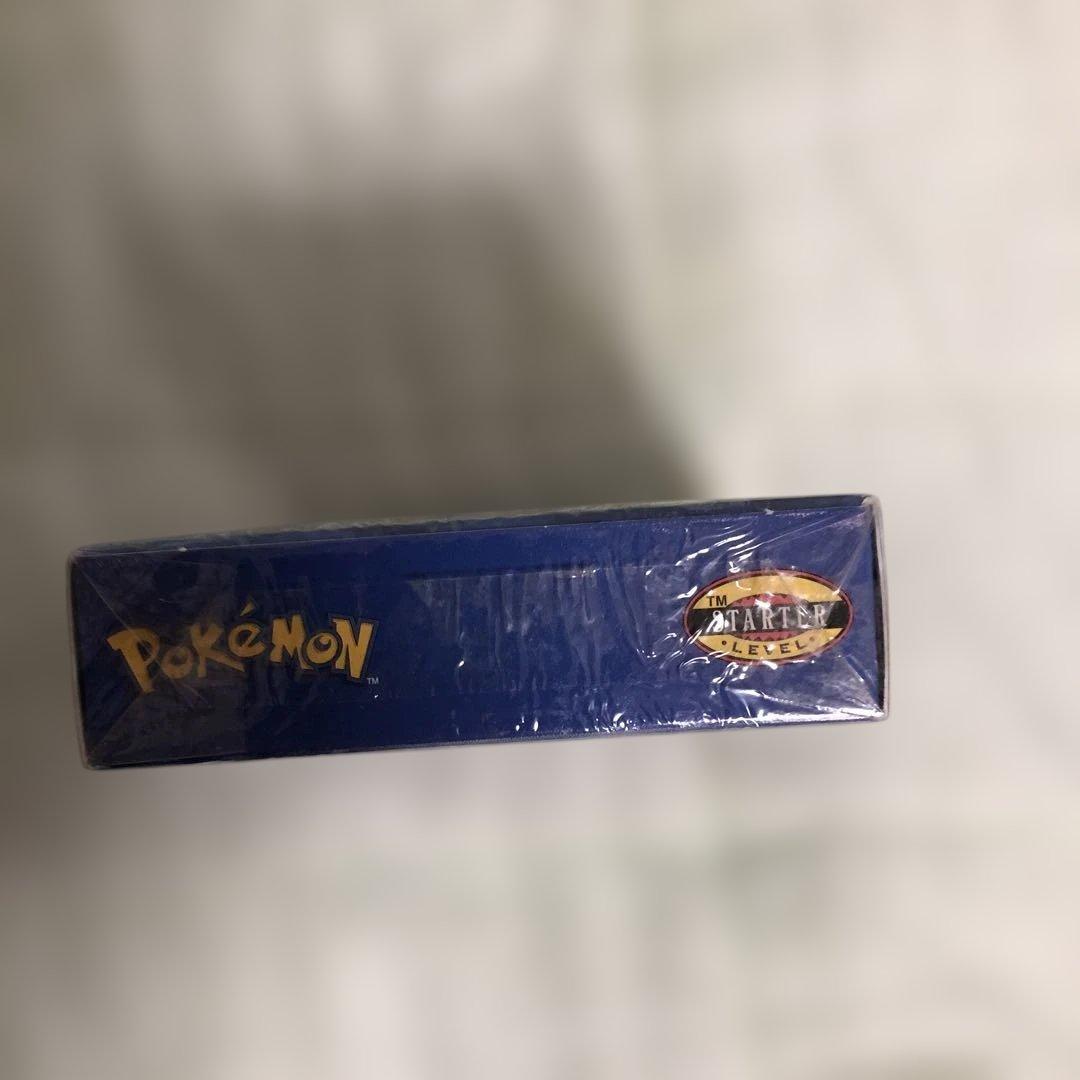 POKéMON
TM
TM
STARTER
• LEVEL •